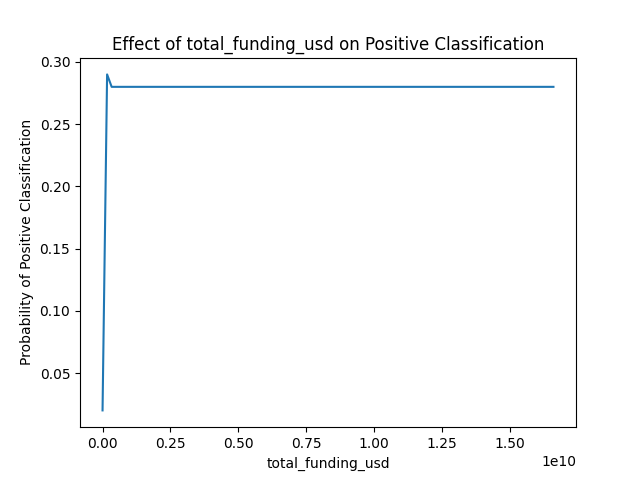 Effect of total_funding_usd on Positive Classification
Probability of Positive Classification
0.30
0.25
0.20
0.15
0.10
0.05
0.00 0.25 0.50 0.75 1.00 1.25 1.50
1e10
total_funding_usd